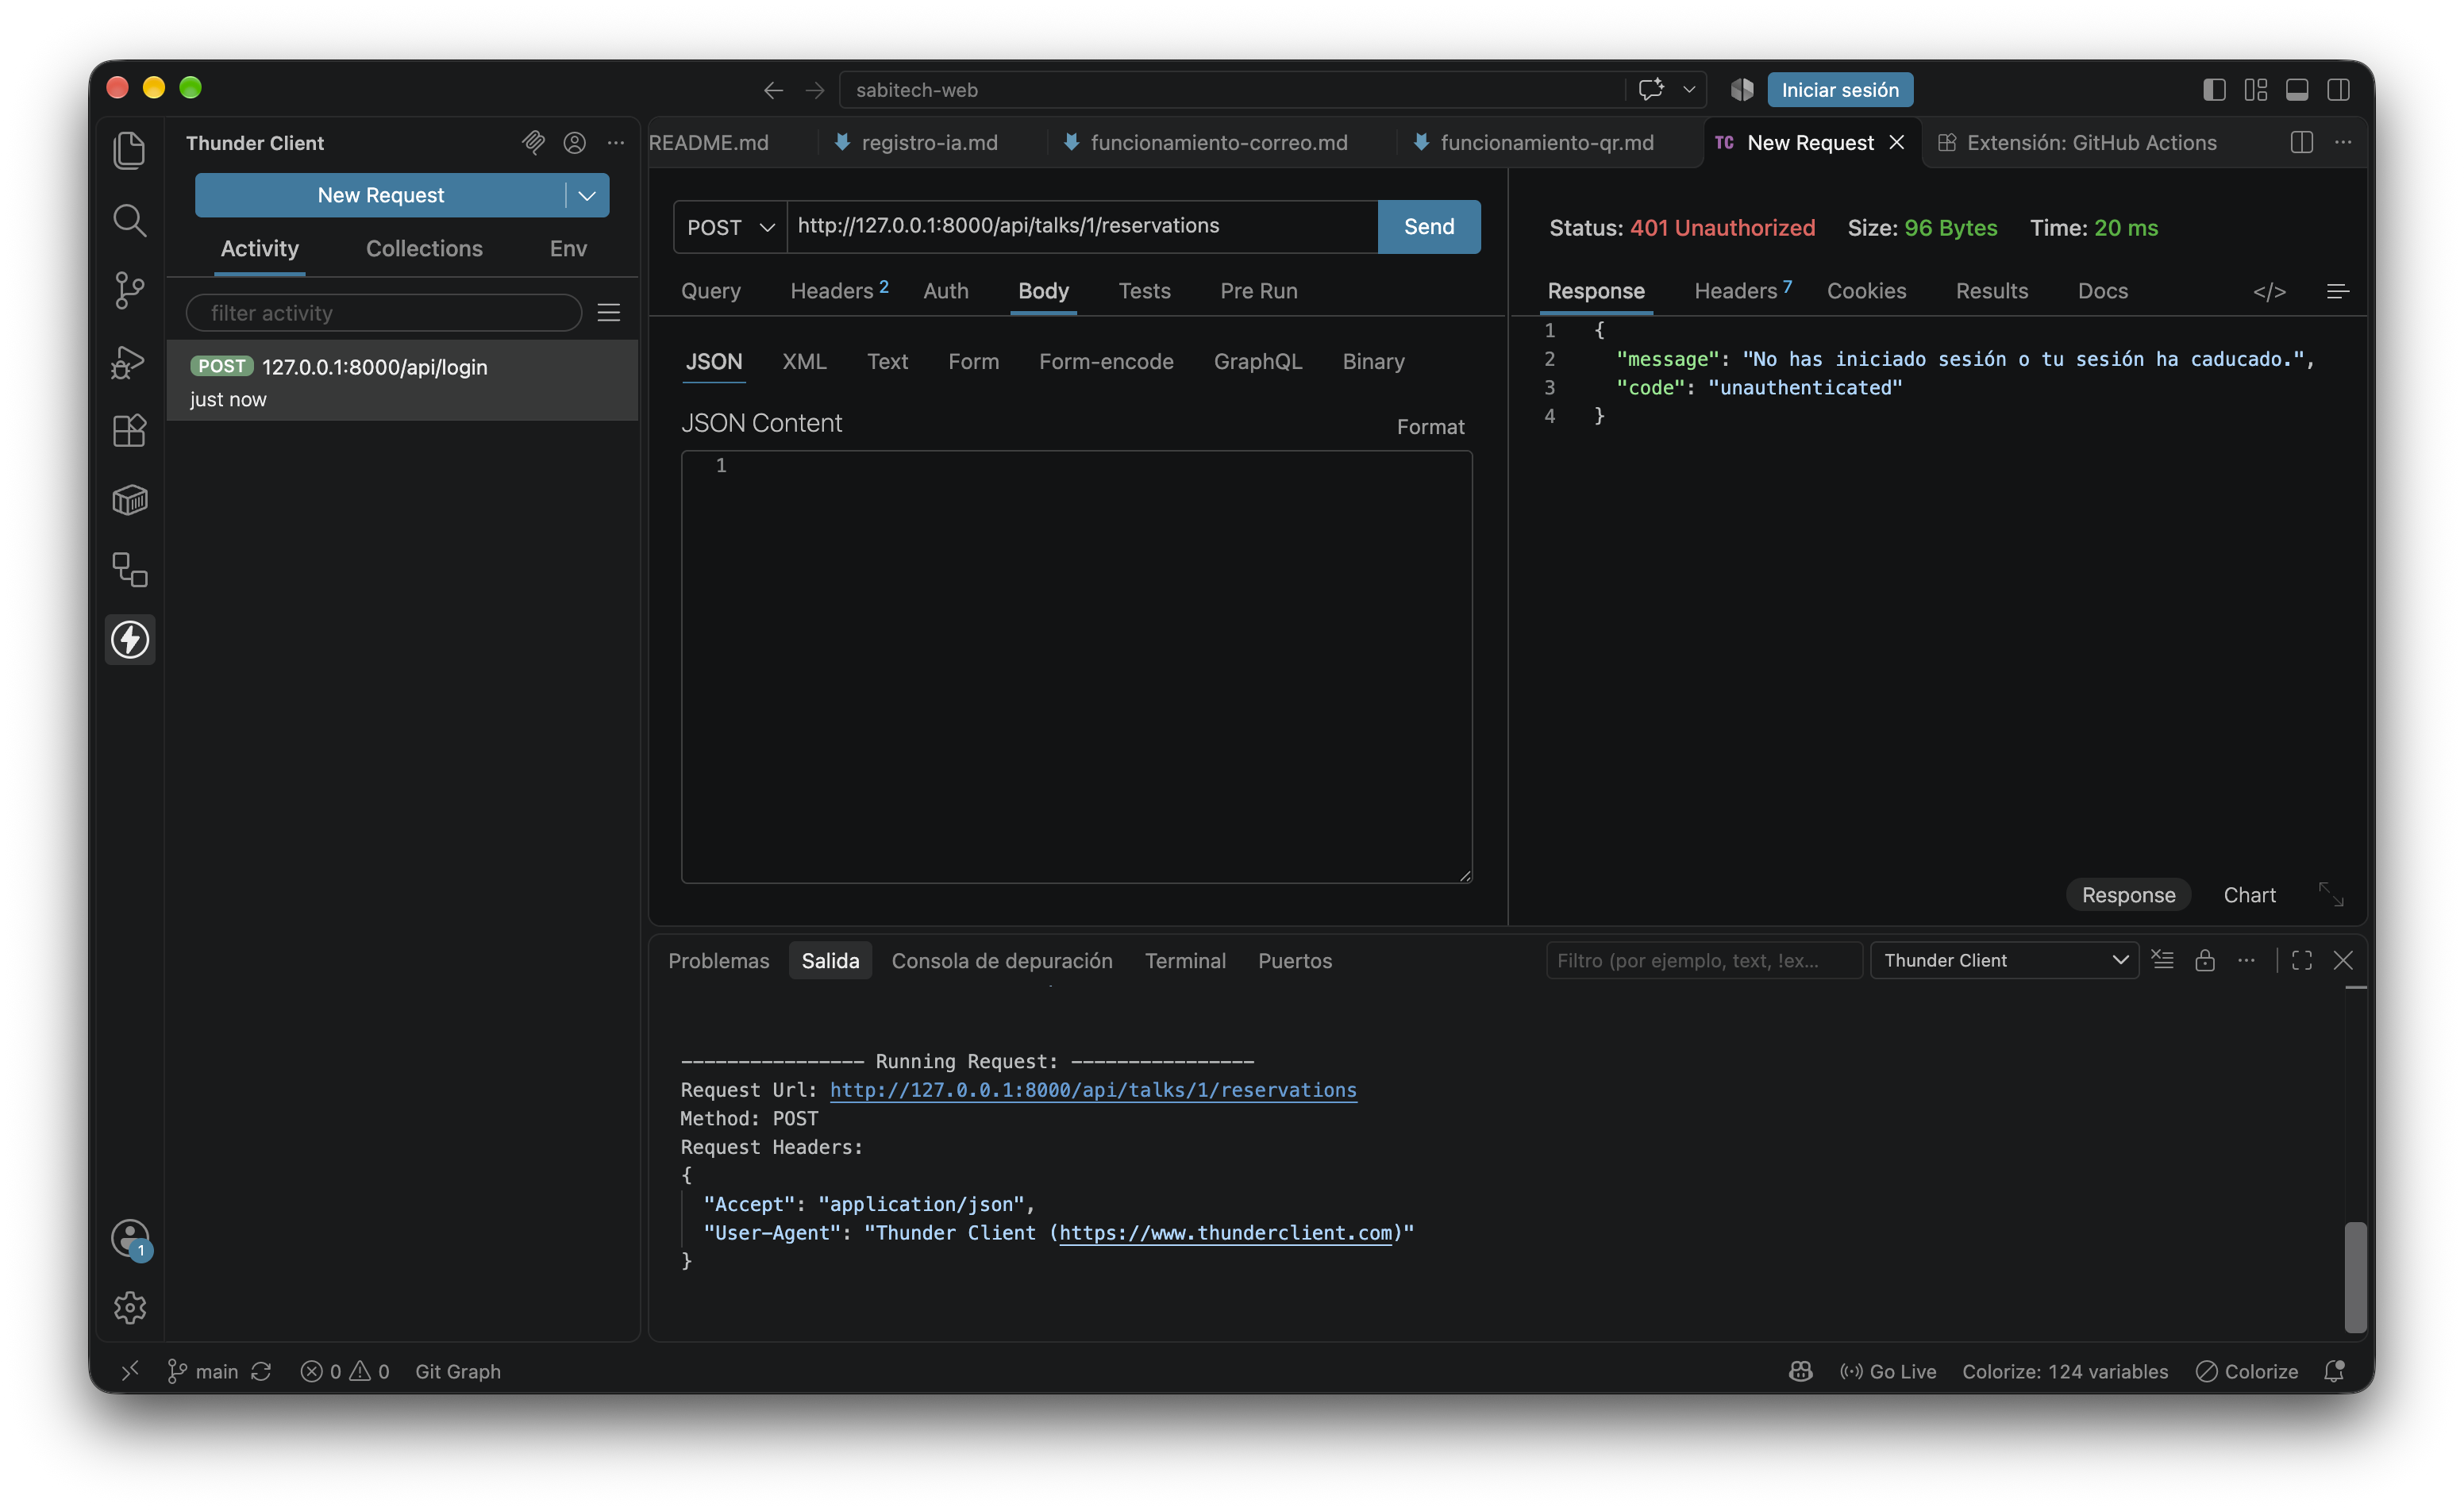 sabitech-web
Iniciar sesión
Thunder Client
New Request
Activity Collections Env
filter activity
POST 127.0.0.1:8000/api/login
just now
1
README.md registro-ia.md funcionamiento-correo.md funcionamiento-qr.md TC New Request Extensión: GitHub Actions
POST http://127.0.0.1:8000/api/talks/1/reservations Send
Query Headers 2 Auth Body Tests Pre Run
JSON XML Text Form Form-encode GraphQL Binary
JSON Content Format
1
Status: 401 Unauthorized Size: 96 Bytes Time: 20 ms
Response Headers 7 Cookies Results Docs </>
1 {
2 "message": "No has iniciado sesión o tu sesión ha caducado.",
3 "code": "unauthenticated"
4 }
Response Chart
Problemas Salida Consola de depuración Terminal Puertos Filtro (por ejemplo, text, !ex... Thunder Client
---------------- Running Request: ----------------
Request Url: http://127.0.0.1:8000/api/talks/1/reservations
Method: POST
Request Headers:
{
"Accept": "application/json",
"User-Agent": "Thunder Client (https://www.thunderclient.com)"
}
main 0 0 Git Graph Go Live Colorize: 124 variables Colorize